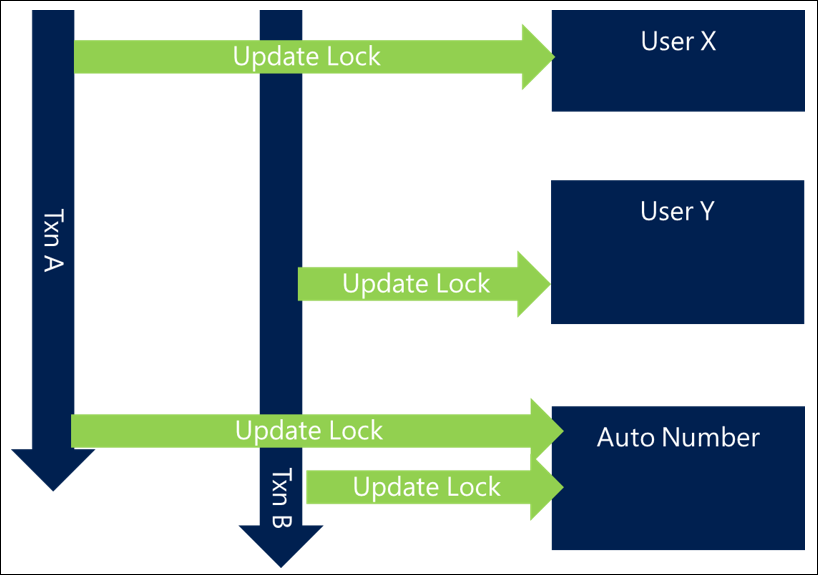 Update Lock
User X
User Y
Txn A
Update Lock
Update Lock
Auto Number
Txn B
Update Lock